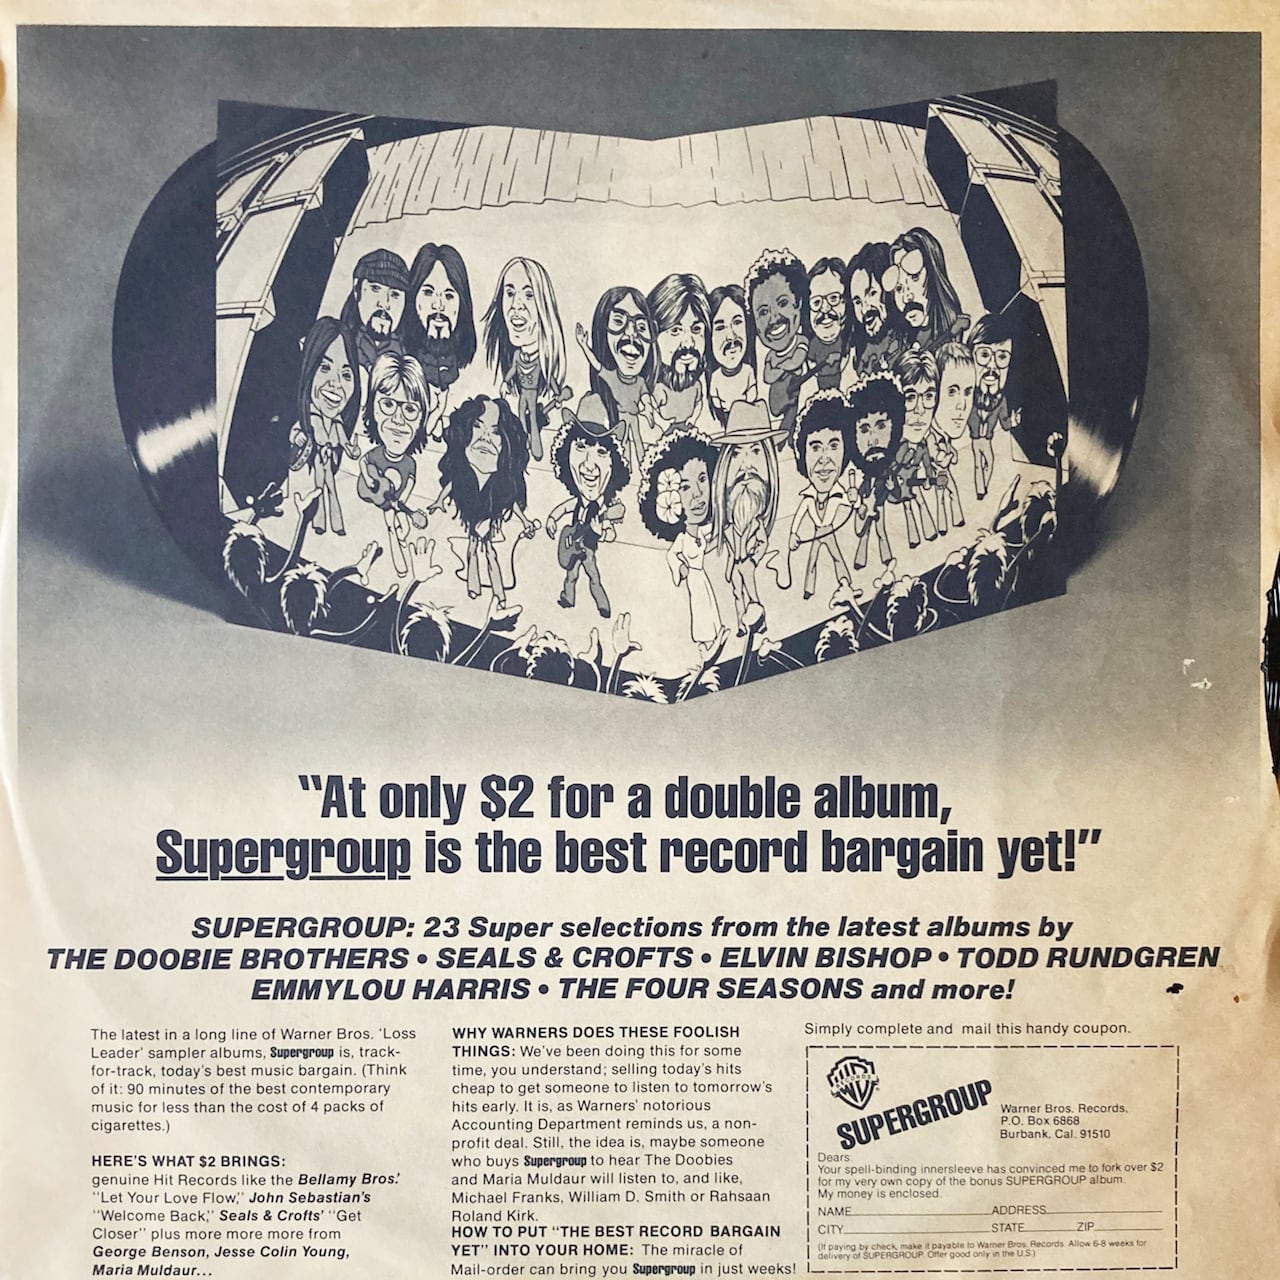 "At only $2 for a double album,
Supergroup is the best record bargain yet!"
SUPERGROUP: 23 Super selections from the latest albums by
THE DOOBIE BROTHERS • SEALS & CROFTS • ELVIN BISHOP • TODD RUNDGREN
EMMYLOU HARRIS • THE FOUR SEASONS and more!
The latest in a long line of Warner Bros. 'Loss
Leader' sampler albums, Supergroup is, track-
for-track, today's best music bargain. (Think
of it: 90 minutes of the best contemporary
music for less than the cost of 4 packs of
cigarettes.)
HERE'S WHAT $2 BRINGS:
genuine Hit Records like the Bellamy Bros.'
"Let Your Love Flow," John Sebastian's
"Welcome Back," Seals & Crofts' "Get
Closer" plus more more more from
George Benson, Jesse Colin Young,
Maria Muldaur...
WHY WARNERS DOES THESE FOOLISH
THINGS: We've been doing this for some
time, you understand; selling today's hits
cheap to get someone to listen to tomorrow's
hits early. It is, as Warners' notorious
Accounting Department reminds us, a non-
profit deal. Still, the idea is, maybe someone
who buys Supergroup to hear The Doobies
and Maria Muldaur will listen to, and like,
Michael Franks, William D. Smith or Rahsaan
Roland Kirk.
HOW TO PUT "THE BEST RECORD BARGAIN
YET" INTO YOUR HOME: The miracle of
Mail-order can bring you Supergroup in just weeks!
Simply complete and mail this handy coupon.
RECORDS
SUPERGROUP
Warner Bros. Records,
P.O. Box 6868
Burbank, Cal. 91510
Dears:
Your spell-binding innersleeve has convinced me to fork over $2
for my very own copy of the bonus SUPERGROUP album.
My money is enclosed.
NAME ADDRESS
CITY STATE ZIP
(If paying by check, make it payable to Warner Bros. Records. Allow 6-8 weeks for
delivery of SUPERGROUP. Offer good only in the U.S.)